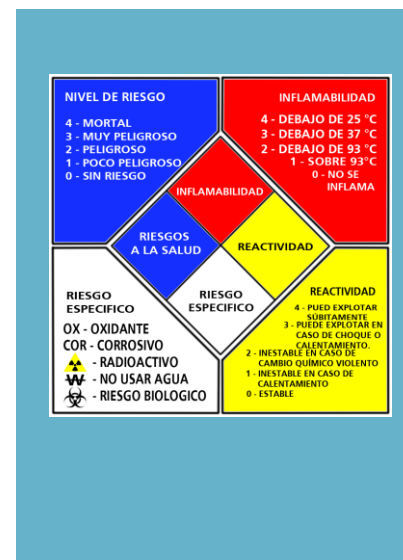 NIVEL DE RIESGO
4 - MORTAL
3 - MUY PELIGROSO
2 - PELIGROSO
1 - POCO PELIGROSO
0 - SIN RIESGO
INFLAMABILIDAD
4 - DEBAJO DE 25 °C
3 - DEBAJO DE 37 °C
2 - DEBAJO DE 93 °C
1 - SOBRE 93°C
0 - NO SE
INFLAMA
INFLAMABILIDAD
RIESGOS
A LA SALUD
REACTIVIDAD
RIESGO
ESPECIFICO
RIESGO
ESPECIFICO
OX - OXIDANTE
COR - CORROSIVO
- RADIOACTIVO
W - NO USAR AGUA
- RIESGO BIOLOGICO
REACTIVIDAD
4 - PUED EXPLOTAR
SÚBITAMENTE
3 - PUEDE EXPLOTAR EN
CASO DE CHOQUE O
CALENTAMIENTO.
2 - INESTABLE EN CASO DE
CAMBIO QUÍMICO VIOLENTO
1 - INESTABLE EN CASO DE
CALENTAMIENTO
0 - ESTABLE